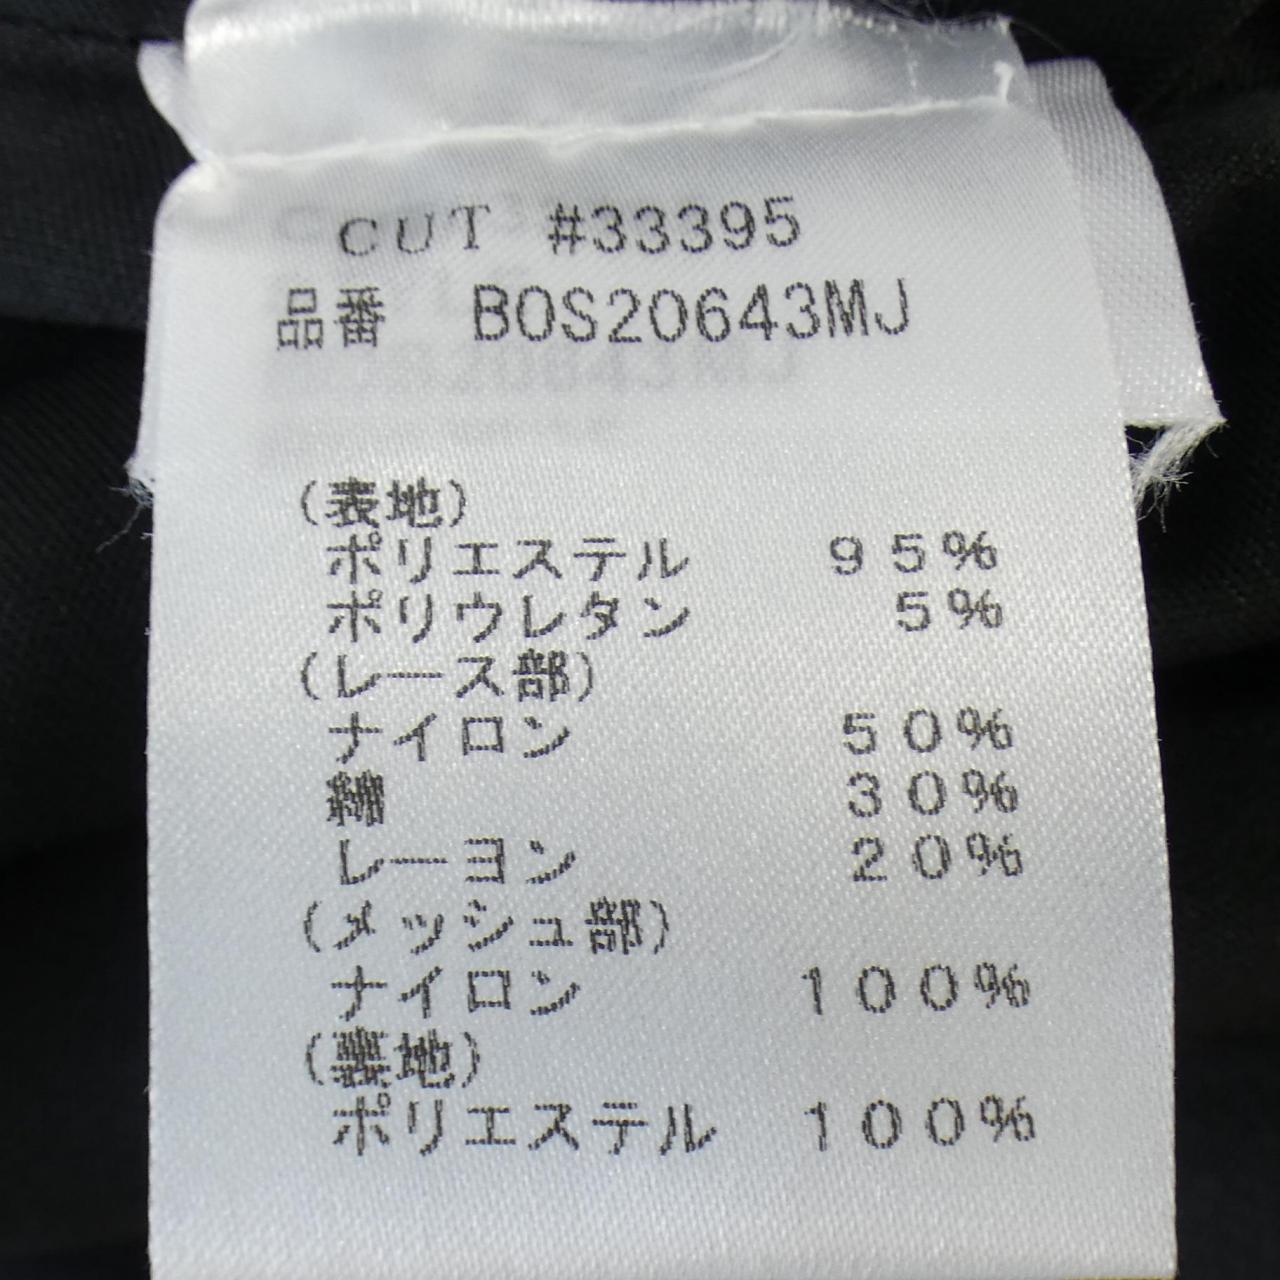 CUT #33395
品番 BOS20643MJ
(表地)
ポリエステル 95%
ポリウレタン 5%
(レース部)
ナイロン 50%
綿 30%
レーヨン 20%
(メッシュ部)
ナイロン 100%
(裏地)
ポリエステル 100%